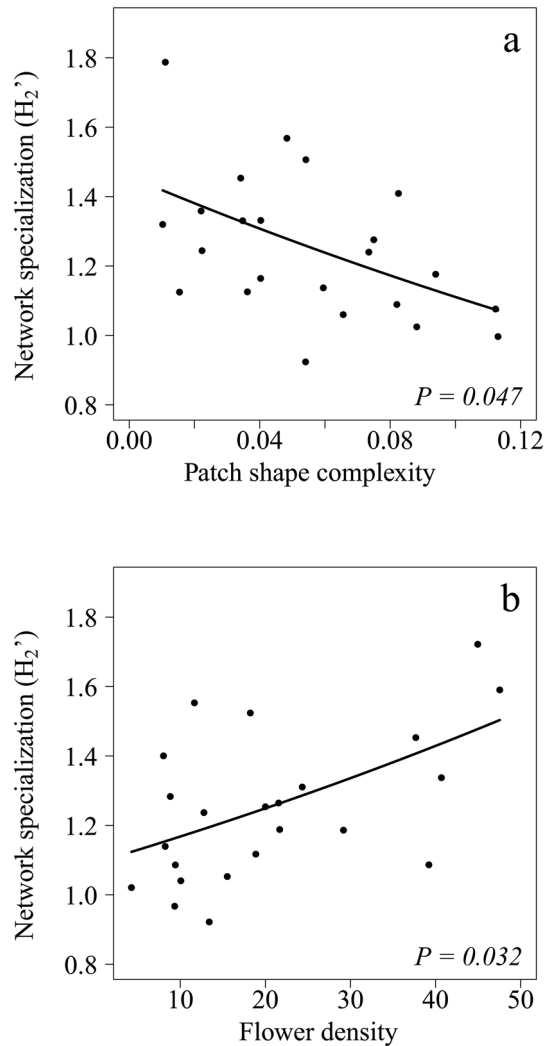 a
Network specialization (H₂’)
1.8
1.6
1.4
1.2
1.0
0.8
P = 0.047
0.00 0.04 0.08 0.12
Patch shape complexity
b
Network specialization (H₂’)
1.8
1.6
1.4
1.2
1.0
0.8
P = 0.032
10 20 30 40 50
Flower density